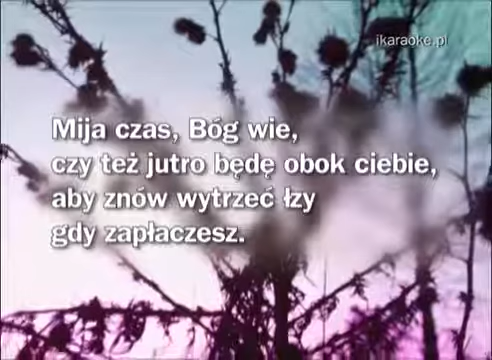 ikaraoke.pl
Mija czas, Bóg wie,
czy też jutro będę obok ciebie,
aby znów wytrzeć łzy
gdy zapłaczesz.